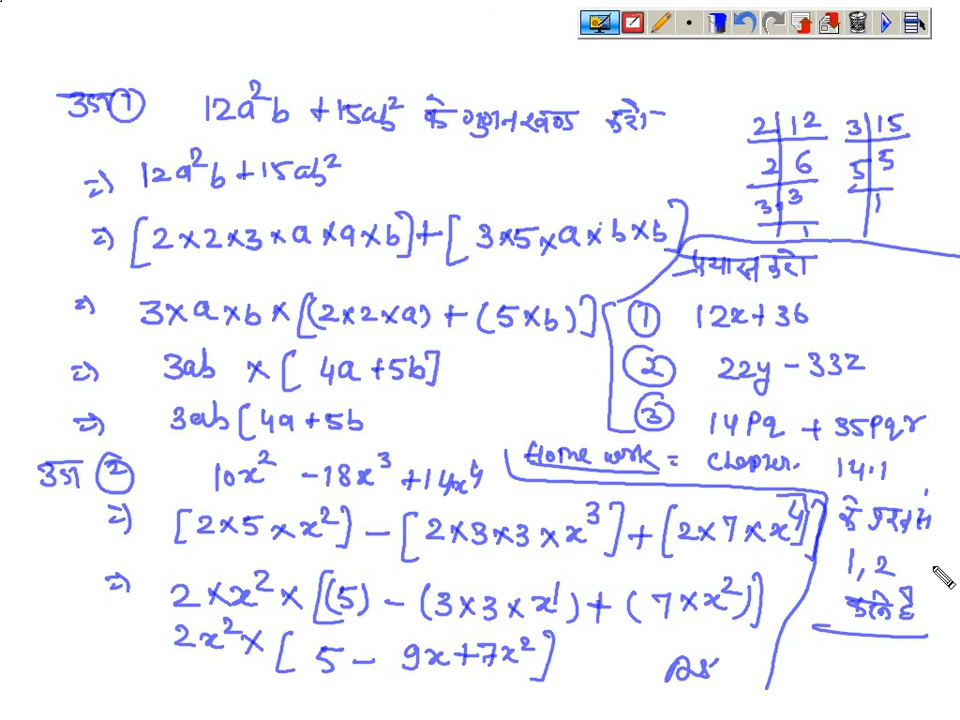 उदा० ① 12a²b + 15ab² के गुणनखण्ड करो
⇒ 12a²b + 15ab²
⇒ [2×2×3×a×a×b] + [3×5×a×b×b]
⇒ 3×a×b×[(2×2×a) + (5×b)]
⇒ 3ab × [4a + 5b]
⇒ 3ab [4a + 5b
उदा ② 10x² - 18x³ + 14x⁴
⇒ [2×5×x²] - [2×3×3×x³] + [2×7×x⁴]
⇒ 2×x²×[(5) - (3×3×x¹) + (7×x²)]
2x² × [5 - 9x + 7x²]
Ans
2 | 12
2 | 6
3 | 3
1
3 | 15
5 | 5
1
प्रयास करो
① 12x + 36
② 22y - 33z
③ 14pq + 35pqr
Home work = Chapter. 14.1
के प्रश्न सं
1, 2
करने है